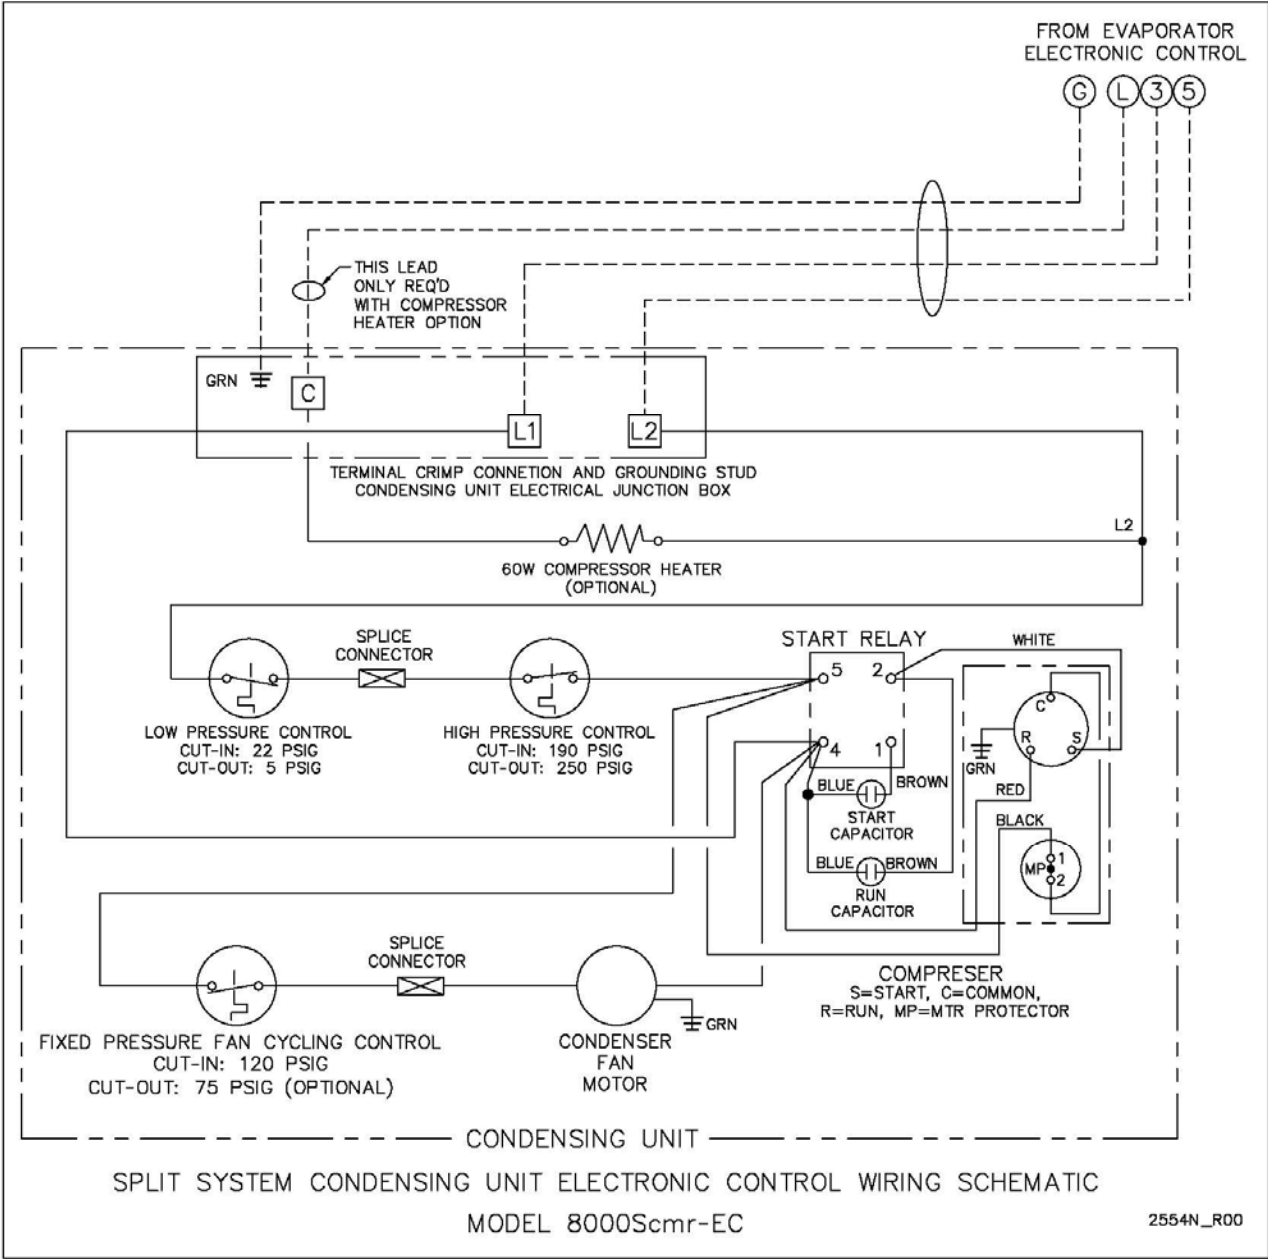 FROM EVAPORATOR
ELECTRONIC CONTROL
G L 3 5
THIS LEAD
ONLY REQ'D
WITH COMPRESSOR
HEATER OPTION
GRN
C
L1
L2
TERMINAL CRIMP CONNETION AND GROUNDING STUD
CONDENSING UNIT ELECTRICAL JUNCTION BOX
L2
60W COMPRESSOR HEATER
(OPTIONAL)
SPLICE
CONNECTOR
START RELAY
WHITE
5 2
4 1
LOW PRESSURE CONTROL
CUT-IN: 22 PSIG
CUT-OUT: 5 PSIG
HIGH PRESSURE CONTROL
CUT-IN: 190 PSIG
CUT-OUT: 250 PSIG
C
R S
GRN
RED
BLUE BROWN
START
CAPACITOR
BLACK
BLUE BROWN
RUN
CAPACITOR
1
MP
2
SPLICE
CONNECTOR
COMPRESER
S=START, C=COMMON,
R=RUN, MP=MTR PROTECTOR
GRN
FIXED PRESSURE FAN CYCLING CONTROL
CUT-IN: 120 PSIG
CUT-OUT: 75 PSIG (OPTIONAL)
CONDENSER
FAN
MOTOR
CONDENSING UNIT
SPLIT SYSTEM CONDENSING UNIT ELECTRONIC CONTROL WIRING SCHEMATIC
MODEL 8000Scmr-EC
2554N_R00